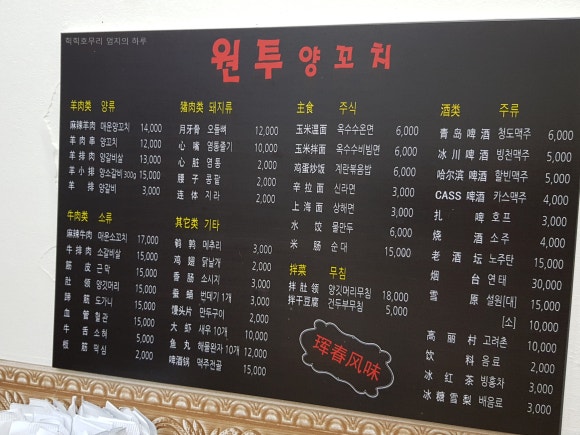 희희호무리 명지의 하루
원투 양꼬치
羊肉类 양류
麻辣羊肉 매운양꼬치 14,000
羊肉串 양꼬치 12,000
羊排肉 양갈비살 13,000
羊小排 양소갈비 300g 15,000
羊排 양갈비 3,000
牛肉类 소류
麻辣牛肉 매운소꼬치 17,000
牛排肉 소갈비살 15,000
筋皮 근막 15,000
肚领 양깃머리 15,000
蹄筋 도가니 15,000
血管 혈관 15,000
牛舌 소혀 5,000
板筋 떡심 2,000
猪肉类 돼지류
月牙骨 오돌뼈 12,000
心嘴 염통줄기 10,000
心脏 염통 2,000
腰子 콩팥 2,000
连体 지라 2,000
其它类 기타
鹌鹑 메추리 3,000
鸡翅 닭날개 2,000
香肠 소시지 3,000
蚕蛹 번데기 1개 3,000
馒头片 만두구이 2,000
大虾 새우 10개 10,000
鱼丸 해물완자 10개 12,000
啤酒锅 맥주전골 15,000
主食 주식
玉米温面 옥수수온면 6,000
玉米拌面 옥수수비빔면 6,000
鸡蛋炒饭 계란볶음밥 6,000
辛拉面 신라면 3,000
上海面 상해면 3,000
水饺 물만두 6,000
米肠 순대 15,000
拌菜 무침
拌肚领 양깃머리무침 18,000
拌干豆腐 건두부무침 5,000
珲春风味
酒类 주류
青岛啤酒 청도맥주 6,000
冰川啤酒 빙천맥주 6,000
哈尔滨啤酒 할빈맥주 6,000
CASS 啤酒 카스맥주 4,000
扎啤 호프 3,000
烧酒 소주 4,000
老酒坛 노주탄 15,000
烟台 연태 30,000
雪原 설원[대] 15,000
[소] 10,000
高丽村 고려촌 10,000
饮料 음료 2,000
冰红茶 빙홍차 3,000
冰糖雪梨 배음료 3,000